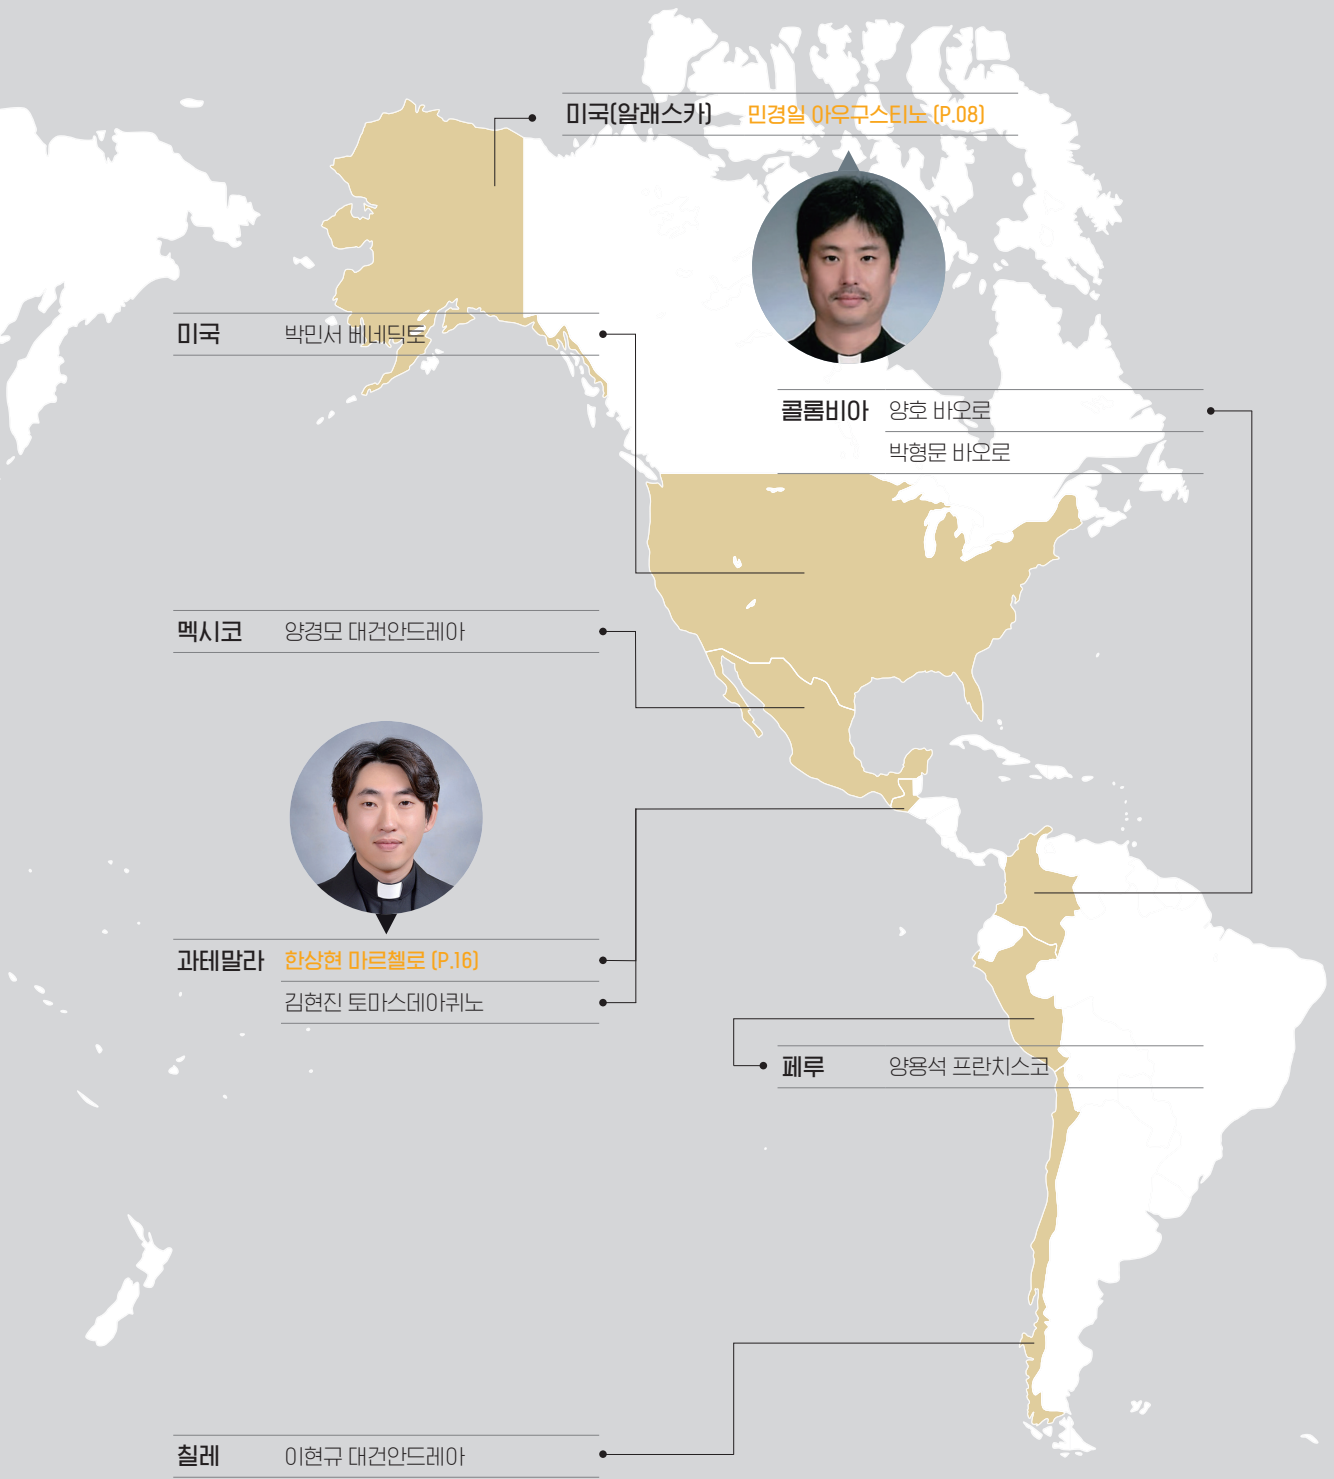 미국(알래스카) 민경일 아우구스티노 (P.08)
미국 박민서 베네딕토
콜롬비아 양호 바오로
박형문 바오로
멕시코 양경모 대건안드레아
과테말라 한상현 마르첼로 (P.16)
김현진 토마스데아퀴노
페루 양용석 프란치스코
칠레 이현규 대건안드레아